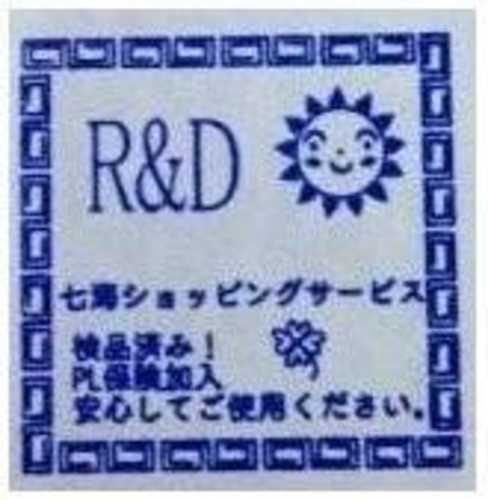 R&D
七海ショッピングサービス
検品済み！
PL保険加入
安心してご使用ください。